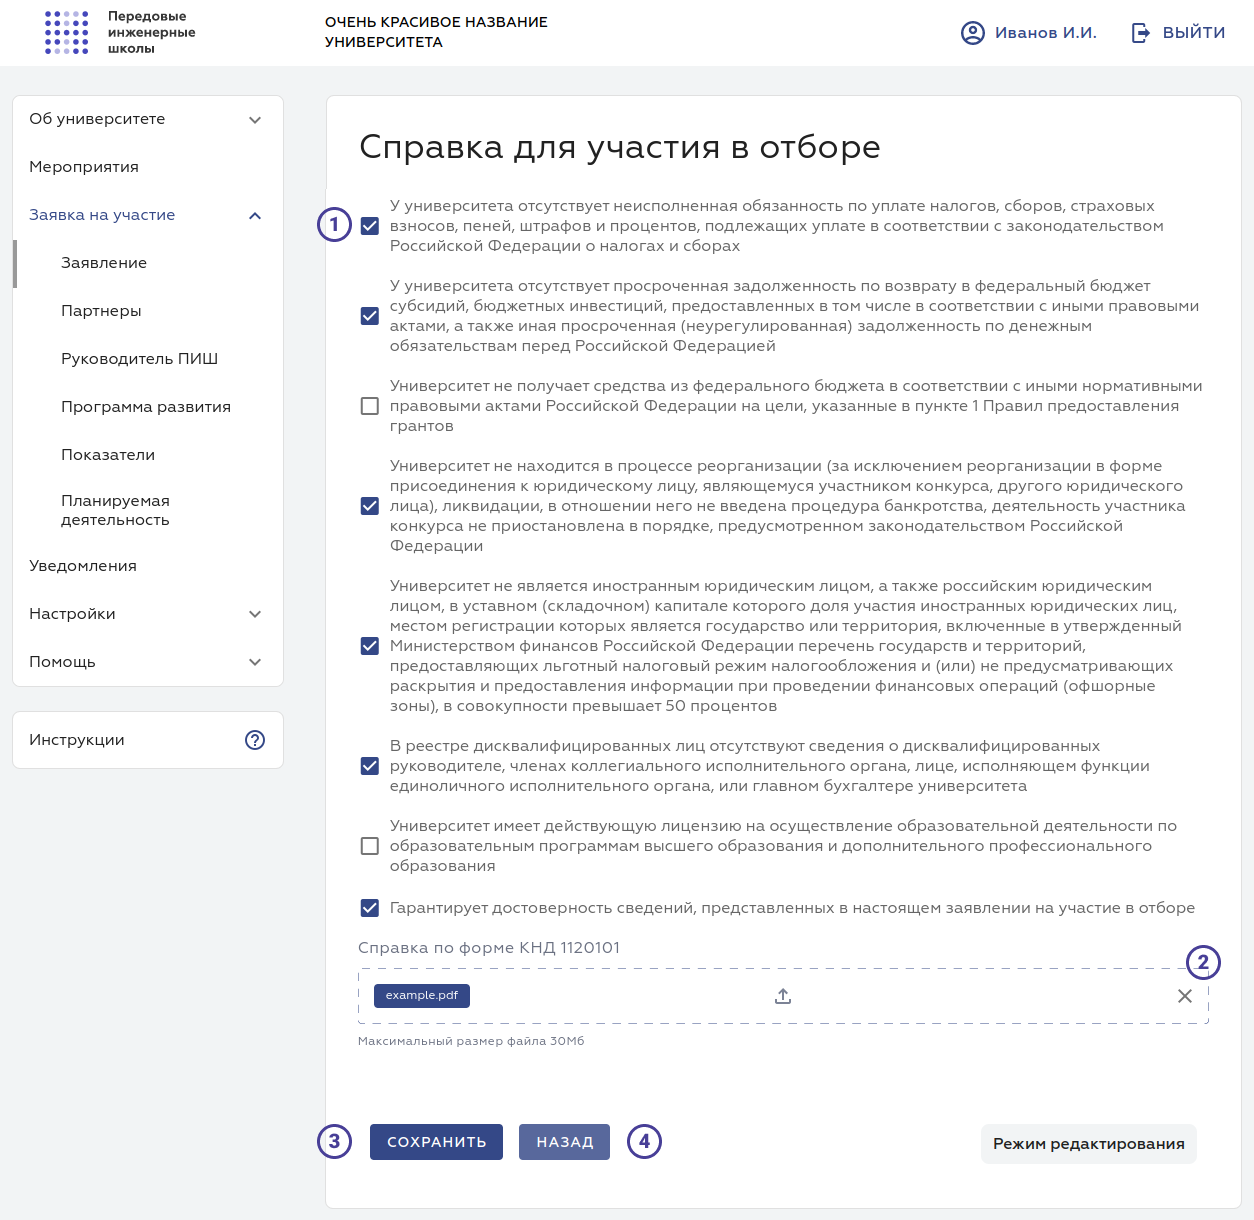 Передовые
инженерные
школы
ОЧЕНЬ КРАСИВОЕ НАЗВАНИЕ
УНИВЕРСИТЕТА
Иванов И.И.
ВЫЙТИ
Об университете
Мероприятия
Заявка на участие
Заявление
Партнеры
Руководитель ПИШ
Программа развития
Показатели
Планируемая
деятельность
Уведомления
Настройки
Помощь
Инструкции
?
Справка для участия в отборе
1
У университета отсутствует неисполненная обязанность по уплате налогов, сборов, страховых
взносов, пеней, штрафов и процентов, подлежащих уплате в соответствии с законодательством
Российской Федерации о налогах и сборах
У университета отсутствует просроченная задолженность по возврату в федеральный бюджет
субсидий, бюджетных инвестиций, предоставленных в том числе в соответствии с иными правовыми
актами, а также иная просроченная (неурегулированная) задолженность по денежным
обязательствам перед Российской Федерацией
Университет не получает средства из федерального бюджета в соответствии с иными нормативными
правовыми актами Российской Федерации на цели, указанные в пункте 1 Правил предоставления
грантов
Университет не находится в процессе реорганизации (за исключением реорганизации в форме
присоединения к юридическому лицу, являющемуся участником конкурса, другого юридического
лица), ликвидации, в отношении него не введена процедура банкротства, деятельность участника
конкурса не приостановлена в порядке, предусмотренном законодательством Российской
Федерации
Университет не является иностранным юридическим лицом, а также российским юридическим
лицом, в уставном (складочном) капитале которого доля участия иностранных юридических лиц,
местом регистрации которых является государство или территория, включенные в утвержденный
Министерством финансов Российской Федерации перечень государств и территорий,
предоставляющих льготный налоговый режим налогообложения и (или) не предусматривающих
раскрытия и предоставления информации при проведении финансовых операций (офшорные
зоны), в совокупности превышает 50 процентов
В реестре дисквалифицированных лиц отсутствуют сведения о дисквалифицированных
руководителе, членах коллегиального исполнительного органа, лице, исполняющем функции
единоличного исполнительного органа, или главном бухгалтере университета
Университет имеет действующую лицензию на осуществление образовательной деятельности по
образовательным программам высшего образования и дополнительного профессионального
образования
Гарантирует достоверность сведений, представленных в настоящем заявлении на участие в отборе
Справка по форме КНД 1120101
2
example.pdf
Максимальный размер файла 30Мб
3
СОХРАНИТЬ
НАЗАД
4
Режим редактирования